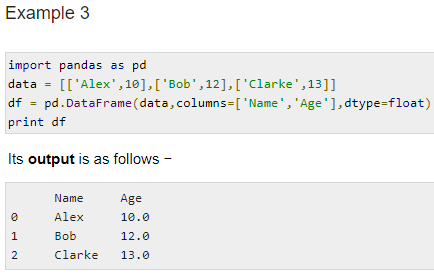 Example 3
import pandas as pd
data = [['Alex',10],['Bob',12],['Clarke',13]]
df = pd.DataFrame(data,columns=['Name','Age'],dtype=float)
print df
Its output is as follows −
Name Age
0 Alex 10.0
1 Bob 12.0
2 Clarke 13.0